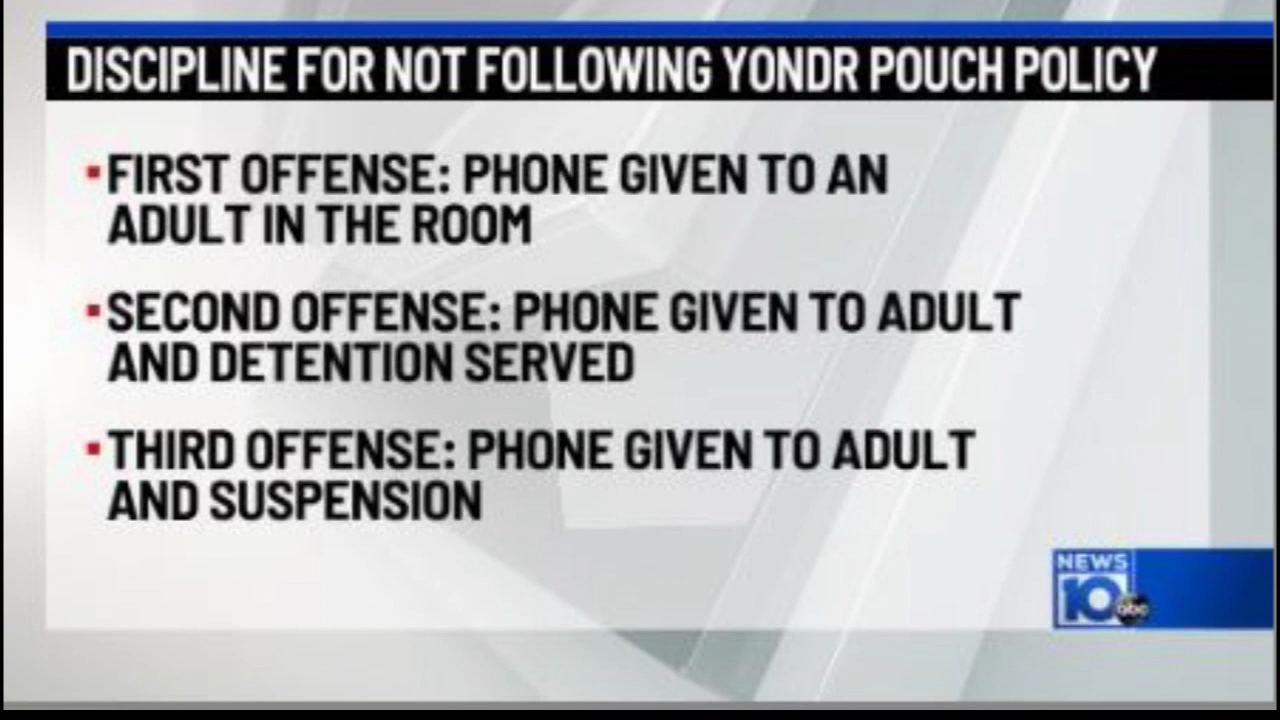 DISCIPLINE FOR NOT FOLLOWING YONDR POUCH POLICY
FIRST OFFENSE: PHONE GIVEN TO AN
ADULT IN THE ROOM
SECOND OFFENSE: PHONE GIVEN TO ADULT
AND DETENTION SERVED
THIRD OFFENSE: PHONE GIVEN TO ADULT
AND SUSPENSION
NEWS
10
abc